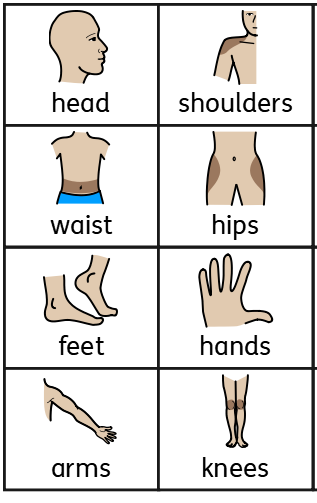 head
shoulders
waist
hips
feet
hands
arms
knees